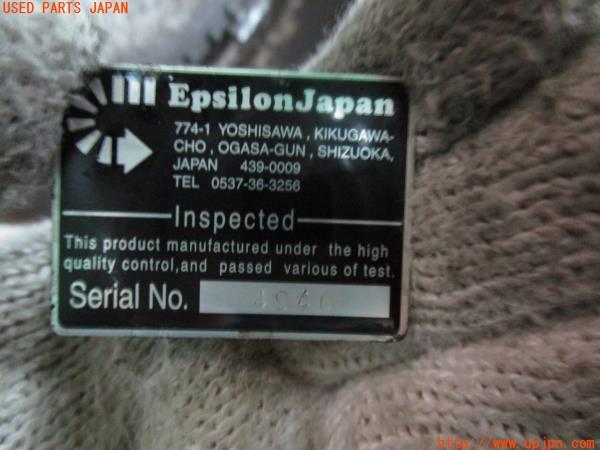 USED PARTS JAPAN
EpsilonJapan
774-1 YOSHISAWA, KIKUGAWA-
CHO, OGASA-GUN, SHIZUOKA,
JAPAN 439-0009
TEL 0537-36-3256
Inspected
This product manufactured under the high
quality control,and passed various of test.
Serial No.
http://www.upjpn.com